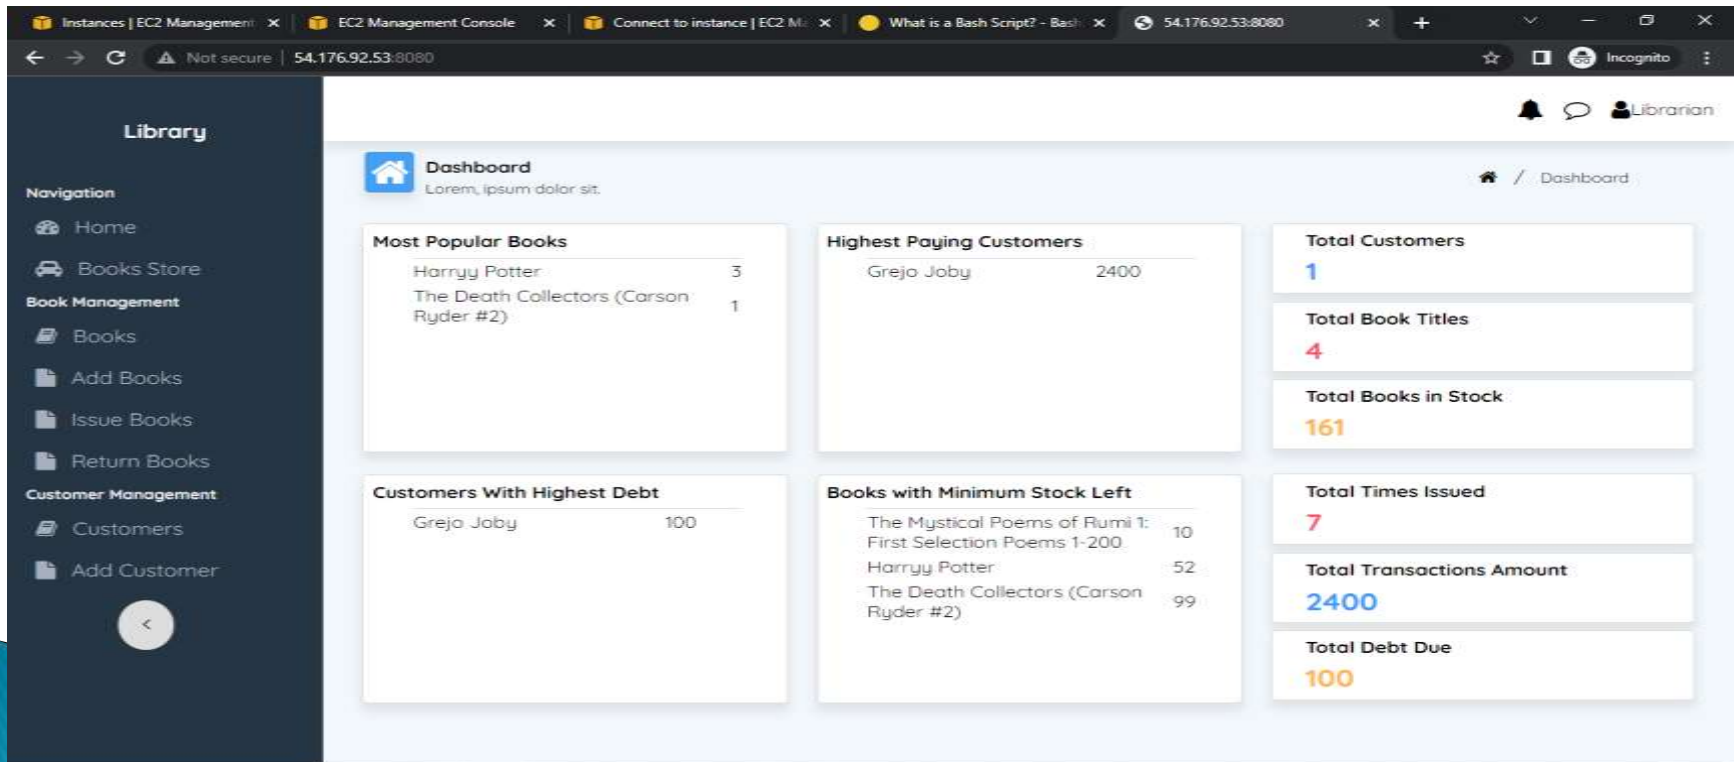 Instances | EC2 Management
EC2 Management Console
Connect to instance | EC2 M
What is a Bash Script? - Bash
54.176.92.53:8080
Not secure | 54.176.92.53:8080
Incognito
Library
Librarian
Dashboard
Lorem, ipsum dolor sit.
/ Dashboard
Navigation
Home
Books Store
Book Management
Books
Add Books
Issue Books
Return Books
Customer Management
Customers
Add Customer
<
Most Popular Books
Harryy Potter 3
The Death Collectors (Carson
Ryder #2) 1
Highest Paying Customers
Grejo Joby 2400
Total Customers
1
Total Book Titles
4
Total Books in Stock
161
Customers With Highest Debt
Grejo Joby 100
Books with Minimum Stock Left
The Mystical Poems of Rumi 1:
First Selection Poems 1-200 10
Harryy Potter 52
The Death Collectors (Carson
Ryder #2) 99
Total Times Issued
7
Total Transactions Amount
2400
Total Debt Due
100